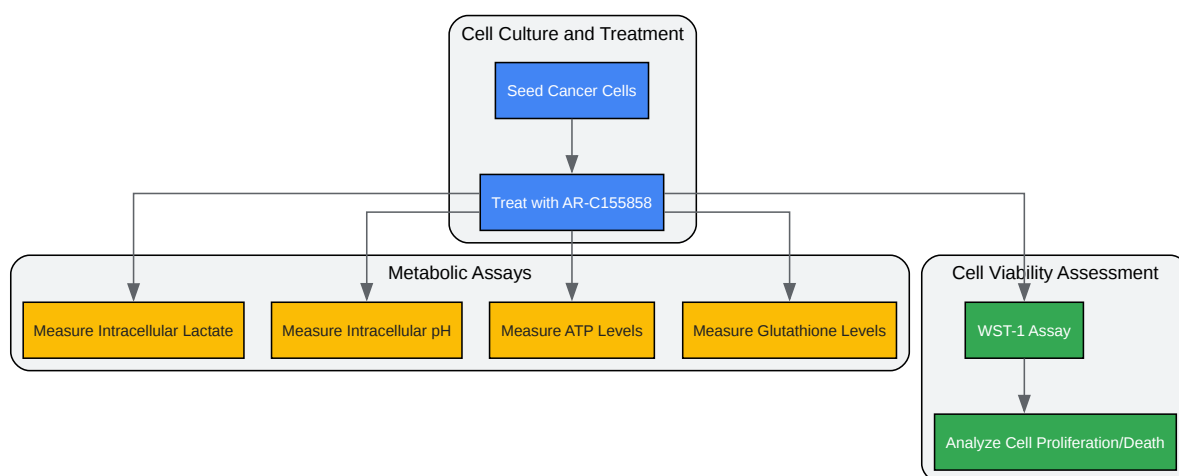 Cell Culture and Treatment
Seed Cancer Cells
Treat with AR-C155858
Metabolic Assays
Measure Intracellular Lactate
Measure Intracellular pH
Measure ATP Levels
Measure Glutathione Levels
Cell Viability Assessment
WST-1 Assay
Analyze Cell Proliferation/Death